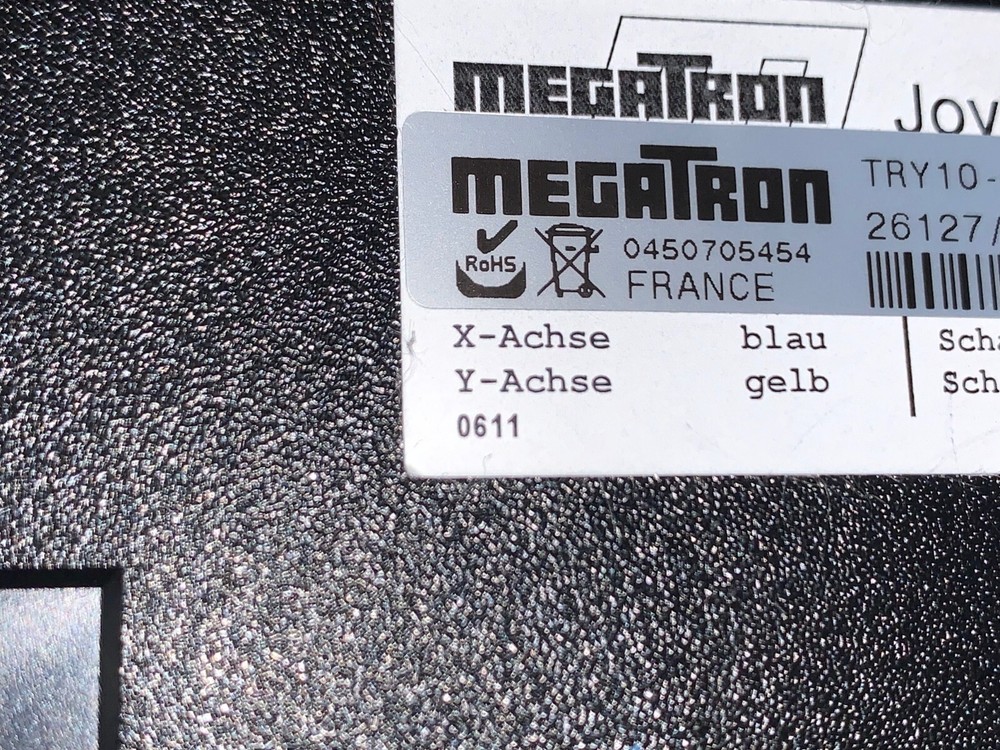 MEGATRON
MEGATRON
TRY10-
26127/
RoHS
0450705454
FRANCE
X-Achse blau
Y-Achse gelb
0611